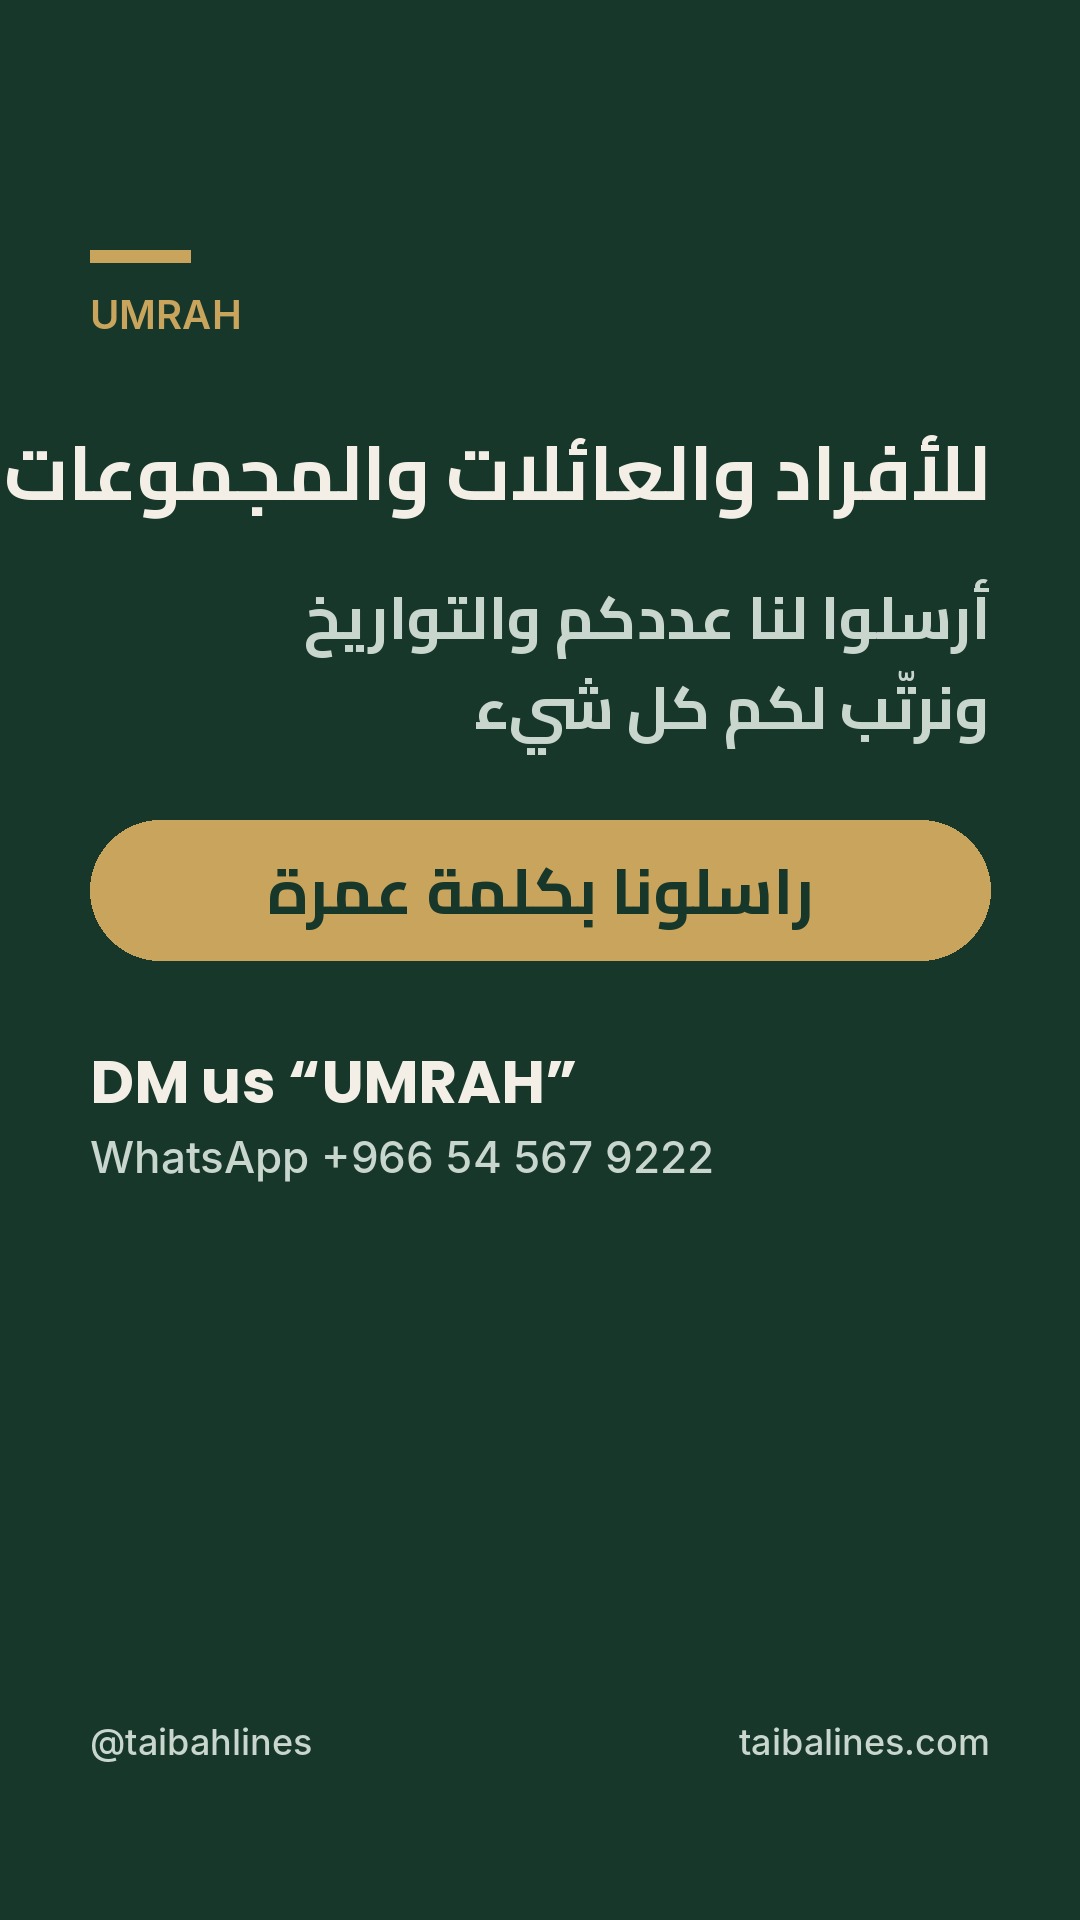 UMRAH
للأفراد والعائلات والمجموعات
أرسلوا لنا عددكم والتواريخ
ونرتّب لكم كل شيء
راسلونا بكلمة عمرة
DM us “UMRAH”
WhatsApp +966 54 567 9222
@taibahlines
taibalines.com